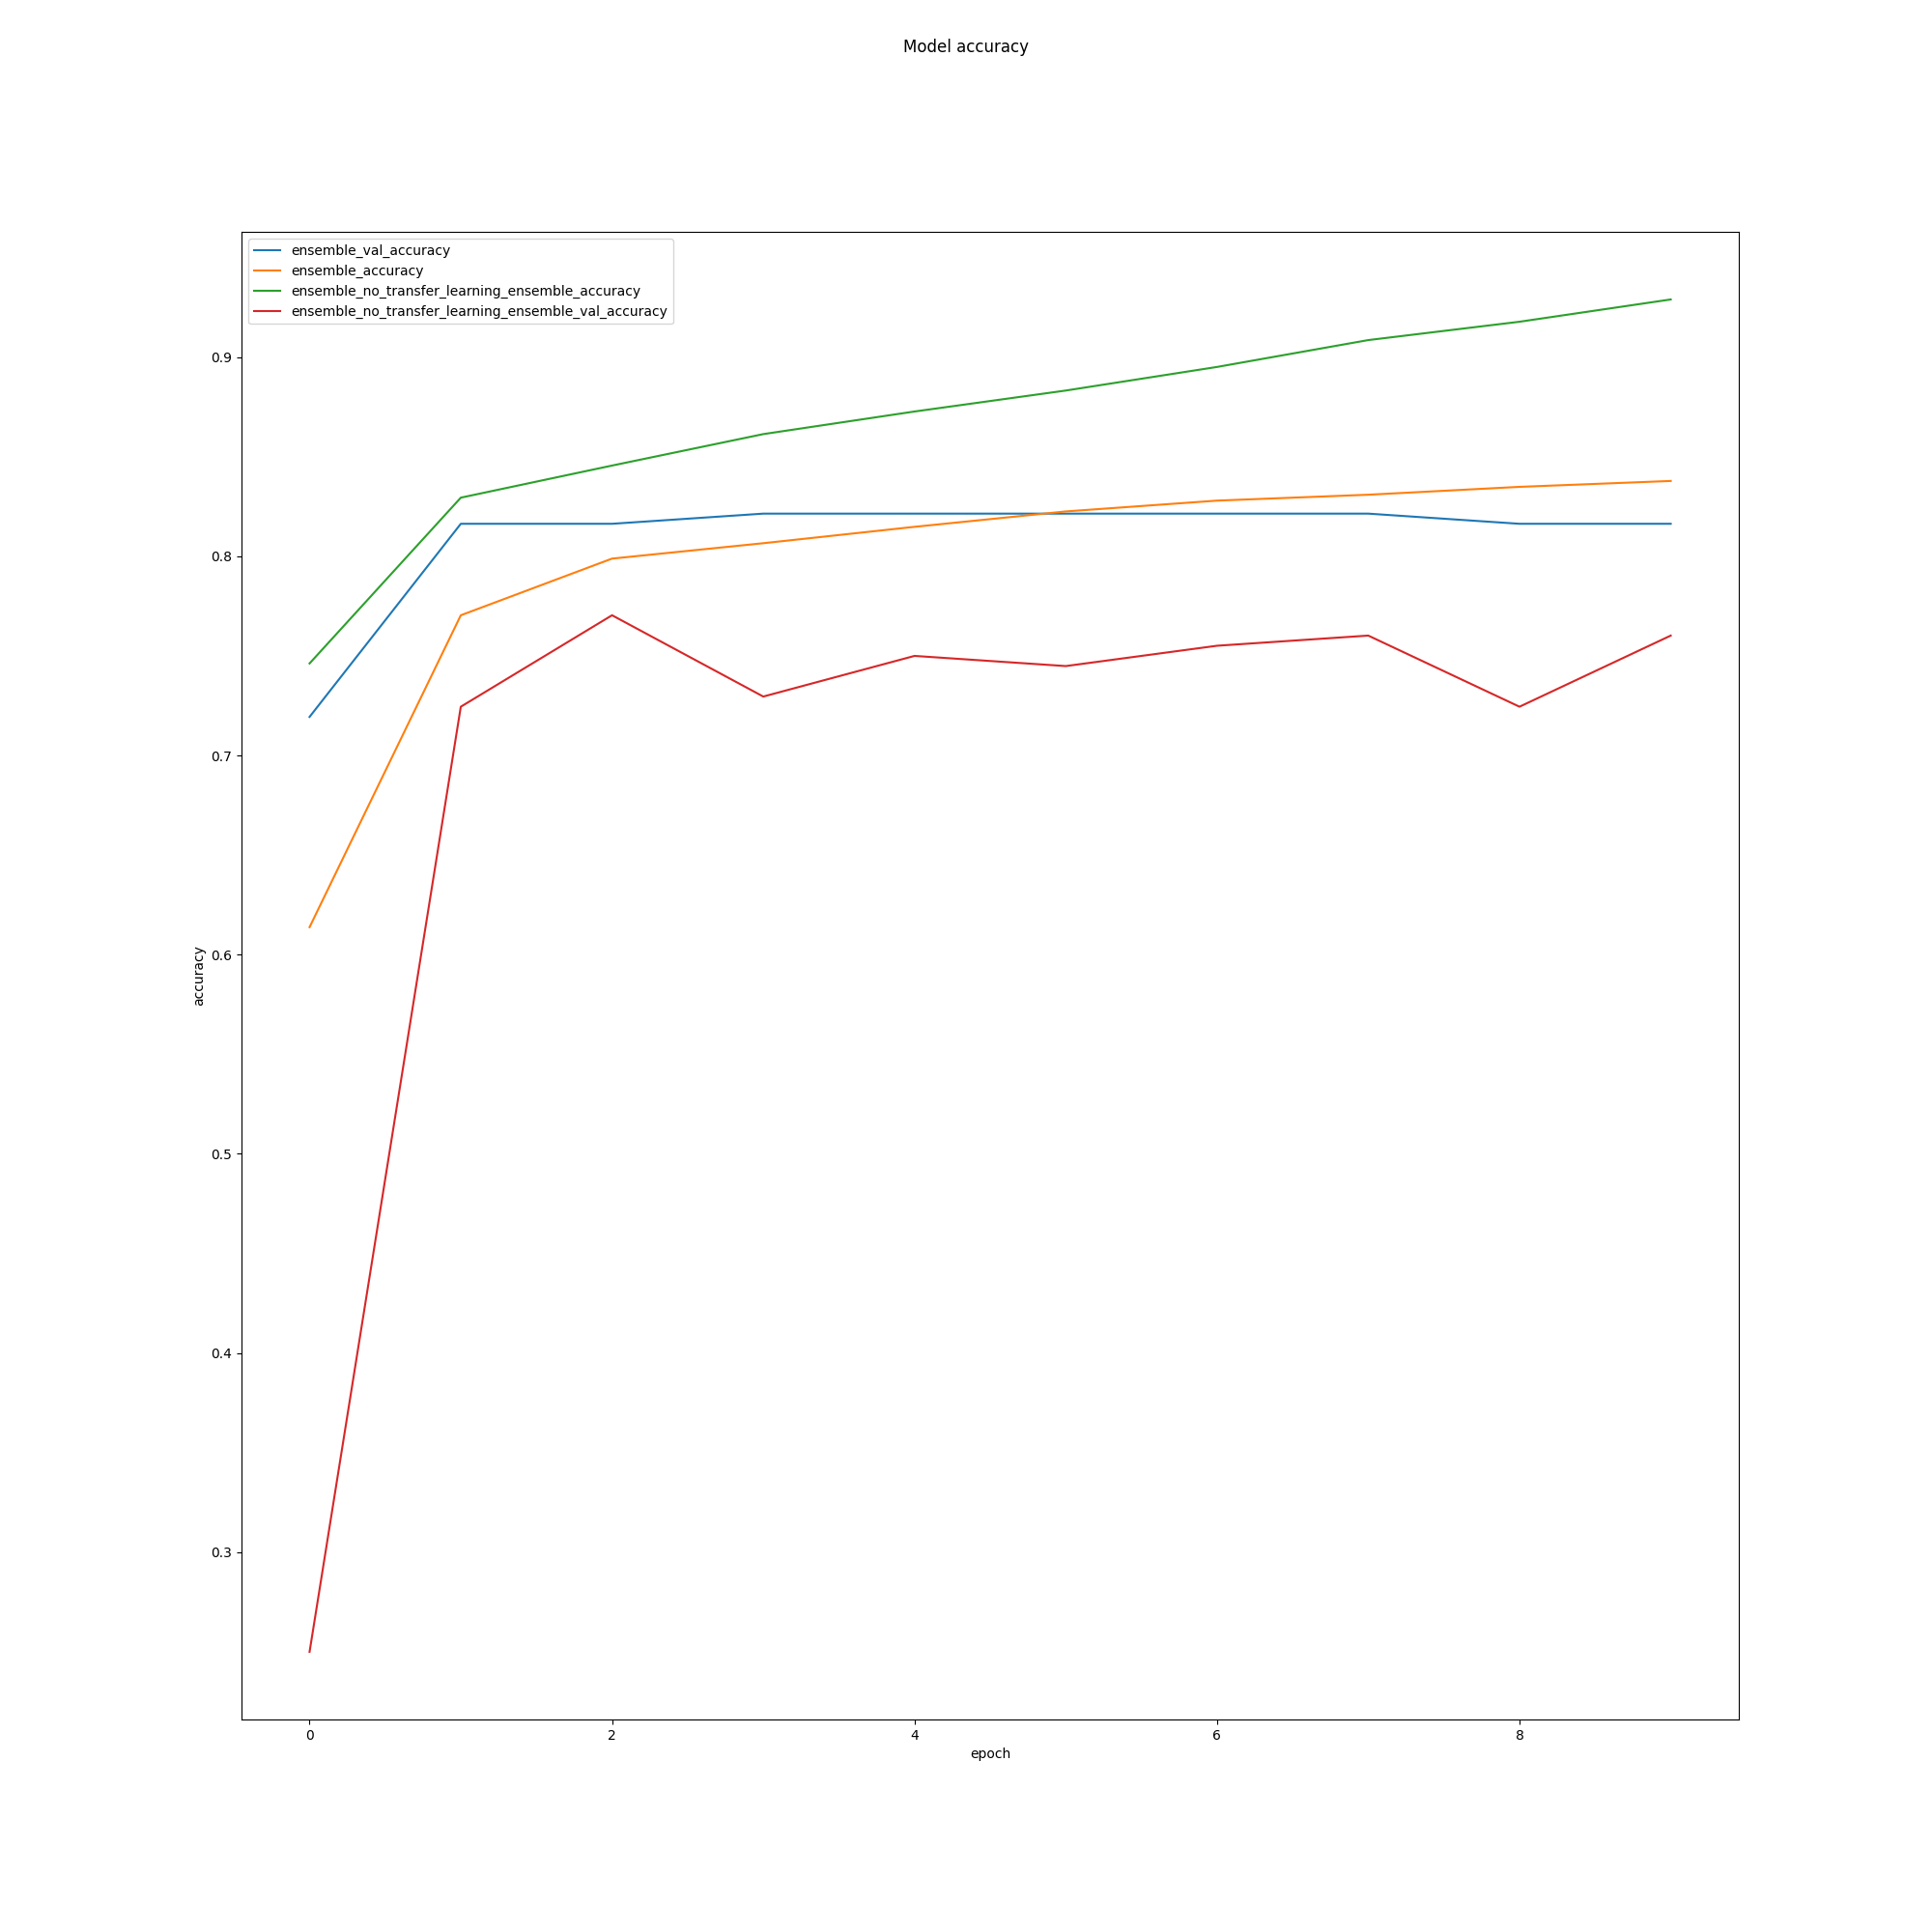 Model accuracy
ensemble_val_accuracy
ensemble_accuracy
ensemble_no_transfer_learning_ensemble_accuracy
ensemble_no_transfer_learning_ensemble_val_accuracy
0.9
0.8
0.7
0.6
0.5
0.4
0.3
accuracy
0 2 4 6 8
epoch